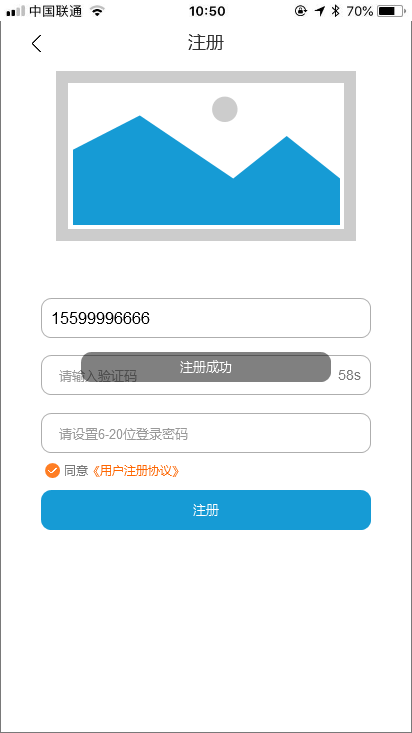 中国联通 10:50 70%
注册
15599996666
请输入验证码 58s
注册成功
请设置6-20位登录密码
同意《用户注册协议》
注册